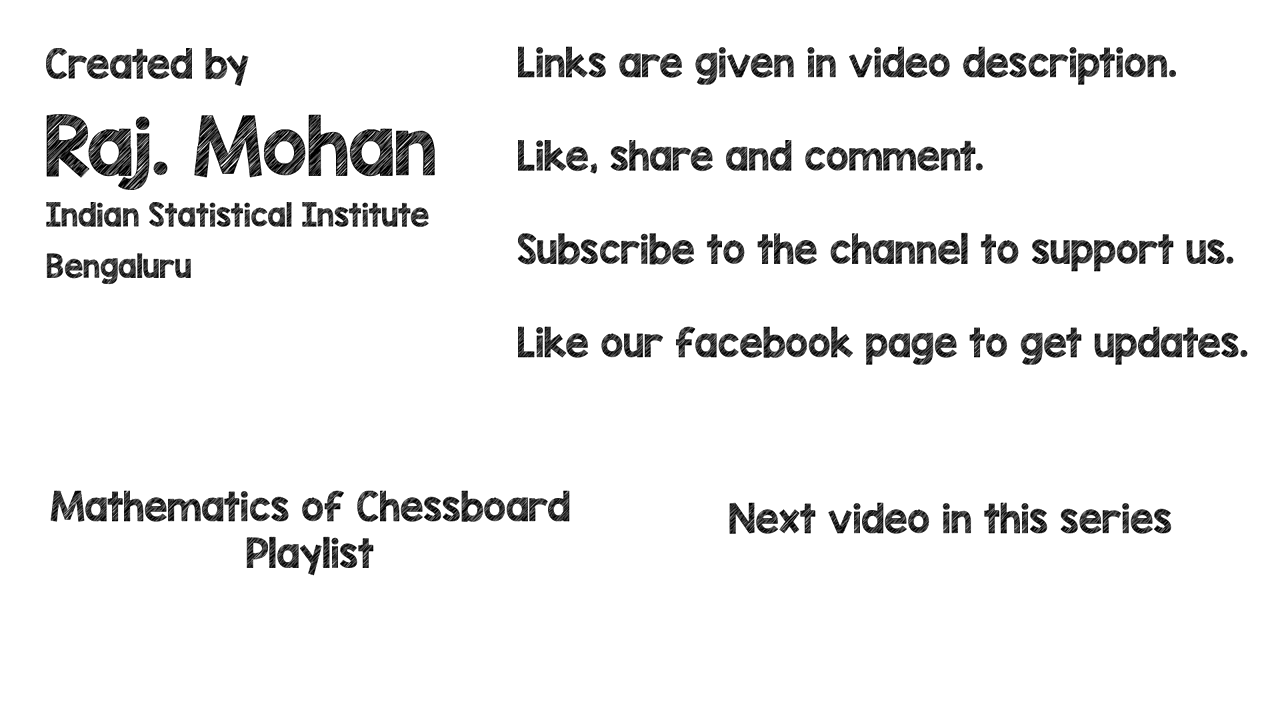 Created by
Raj. Mohan
Indian Statistical Institute
Bengaluru
Links are given in video description.
Like, share and comment.
Subscribe to the channel to support us.
Like our facebook page to get updates.
Mathematics of Chessboard
Playlist
Next video in this series